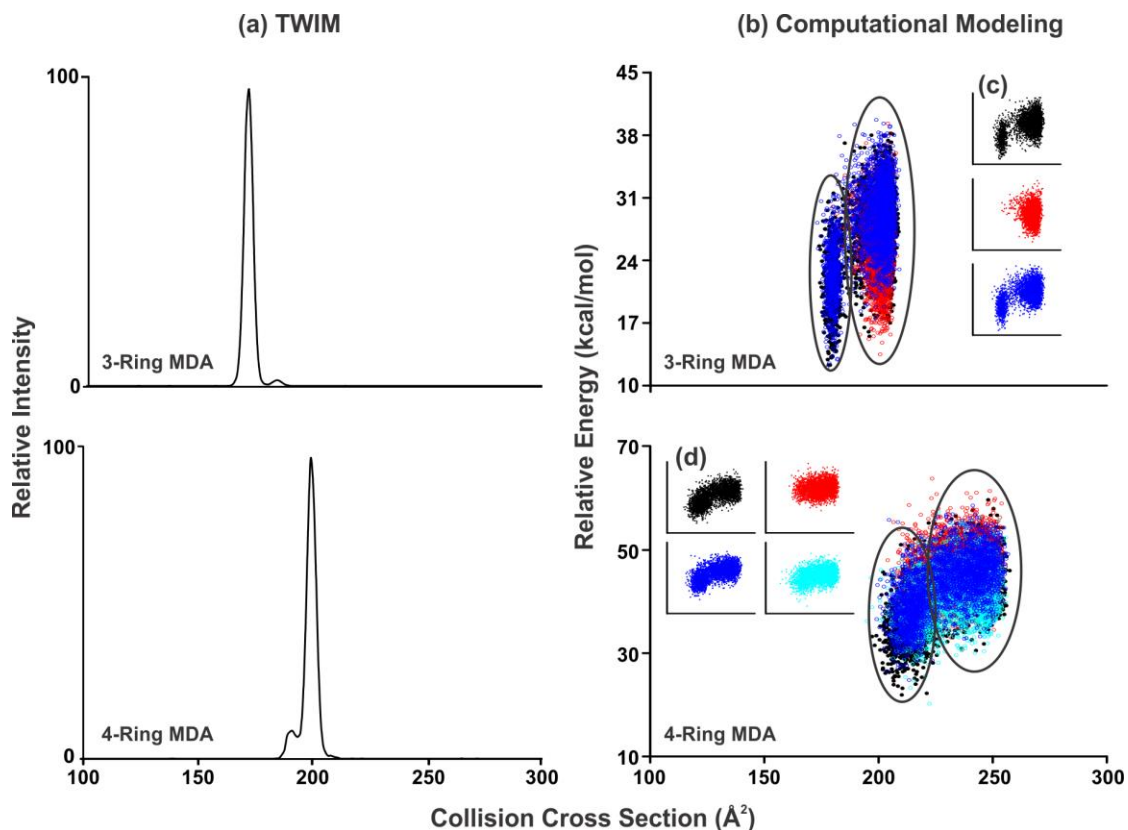 (a) TWIM
(b) Computational Modeling
Relative Intensity
100
0
3-Ring MDA
100
0
4-Ring MDA
100
150
200
250
300
Relative Energy (kcal/mol)
45
38
31
24
17
10
3-Ring MDA
(c)
70
50
30
10
4-Ring MDA
(d)
100
150
200
250
300
Collision Cross Section (Å²)